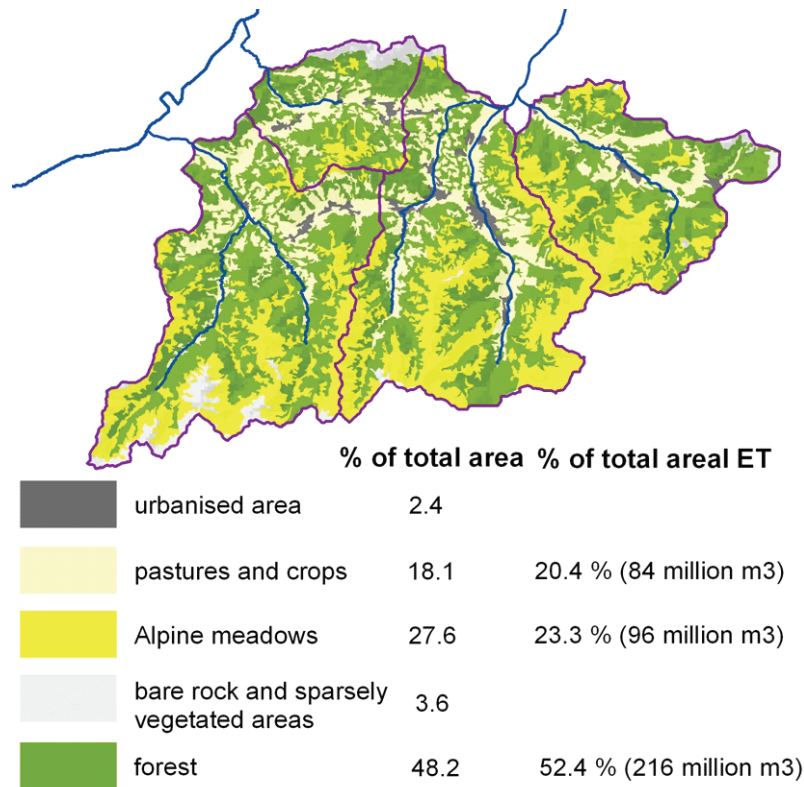 % of total area % of total areal ET
urbanised area 2.4
pastures and crops 18.1 20.4 % (84 million m3)
Alpine meadows 27.6 23.3 % (96 million m3)
bare rock and sparsely
vegetated areas 3.6
forest 48.2 52.4 % (216 million m3)